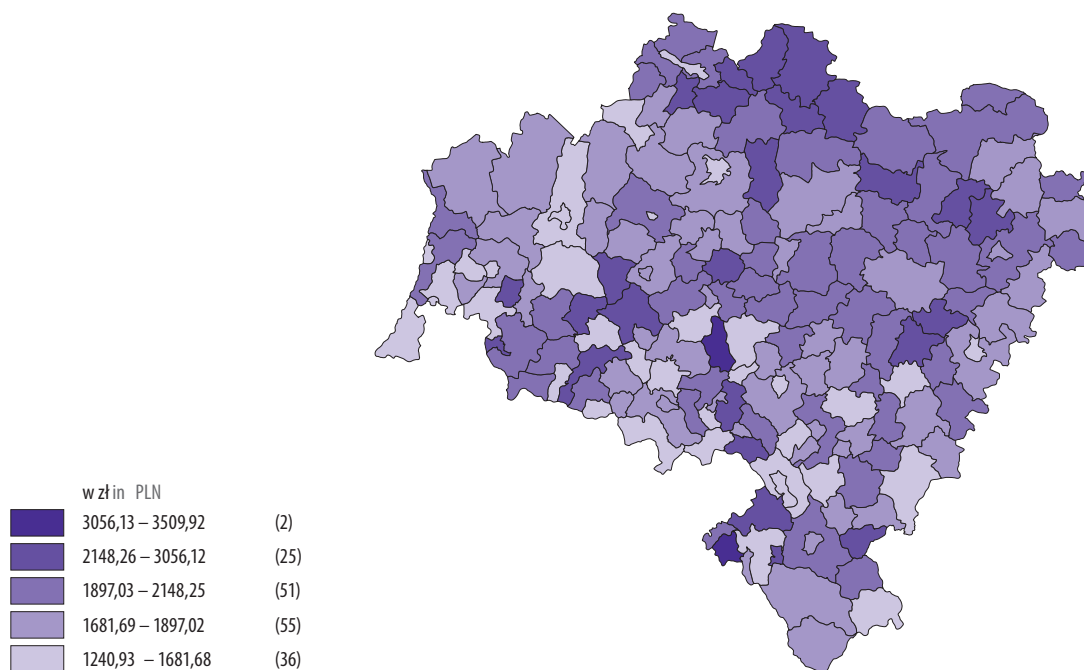 w zł in PLN
3056,13 – 3509,92 (2)
2148,26 – 3056,12 (25)
1897,03 – 2148,25 (51)
1681,69 – 1897,02 (55)
1240,93 – 1681,68 (36)